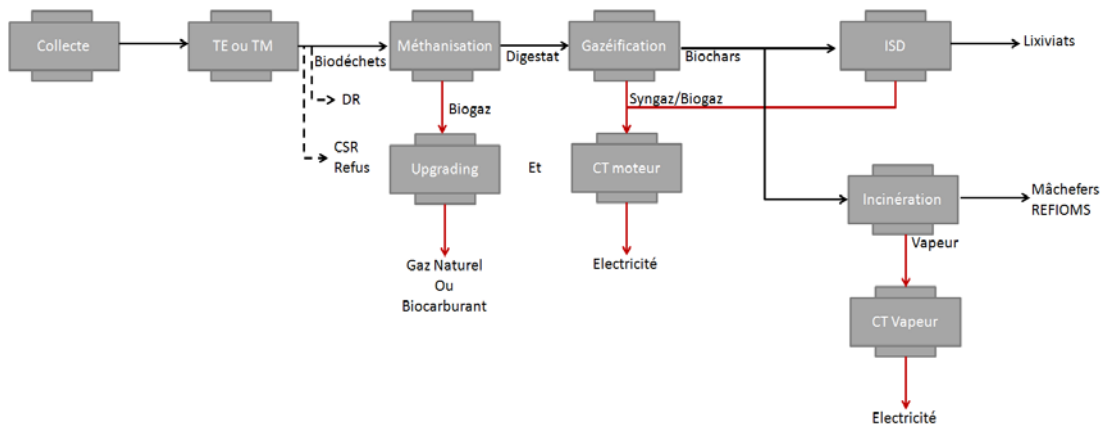 Collecte
TE ou TM
Biodéchets
Méthanisation
Digestat
Gazéification
Biochars
ISD
Lixiviats
DR
CSR
Refus
Biogaz
Syngaz/Biogaz
Upgrading
Et
CT moteur
Incinération
Mâchefers
REFIOMS
Vapeur
Gaz Naturel
Ou
Biocarburant
Electricité
CT Vapeur
Electricité